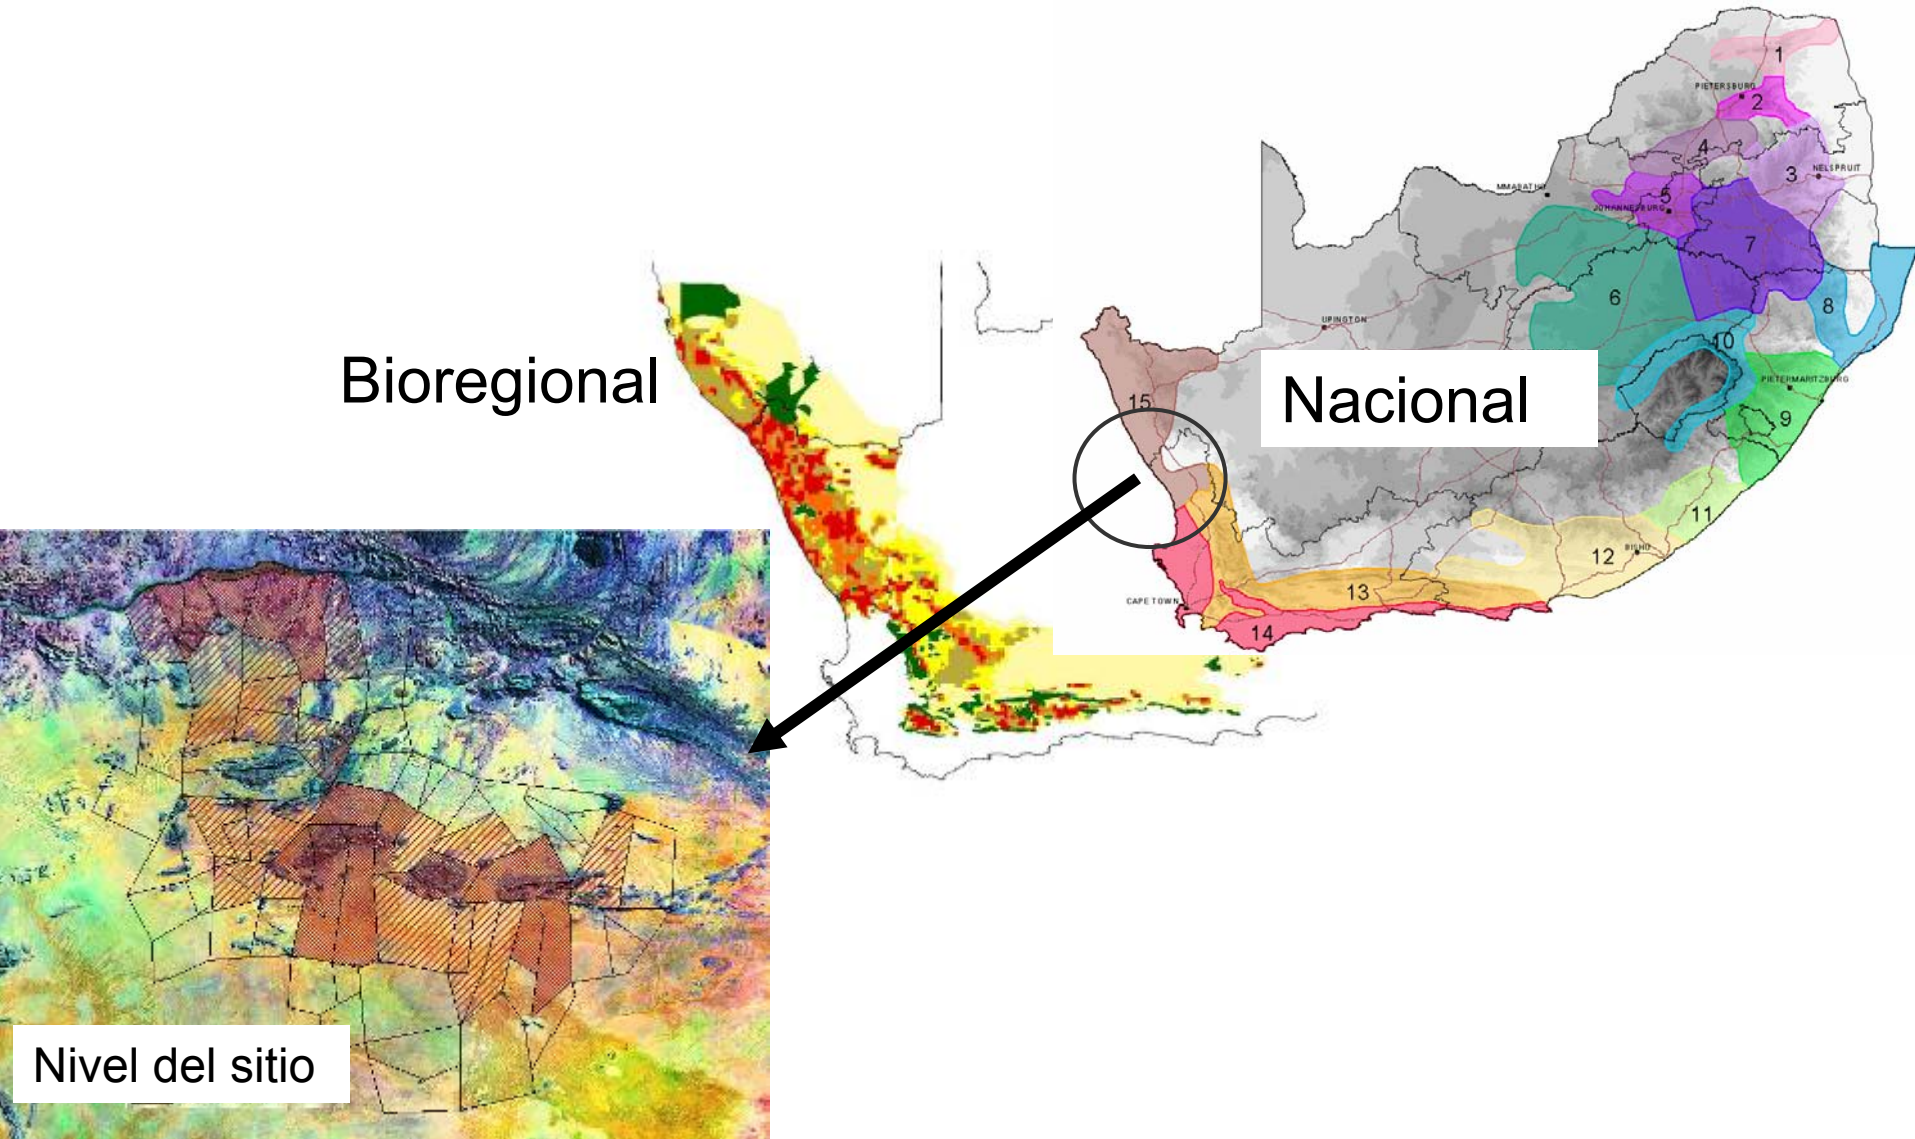 1
PIETERSBURG
2
4
3
NELSPRUIT
MMABATHO
5
JOHANNESBURG
7
6
8
UPINGTON
10
Bioregional
Nacional
PIETERMARITZBURG
15
9
11
12
BISHO
13
CAPE TOWN
14
Nivel del sitio